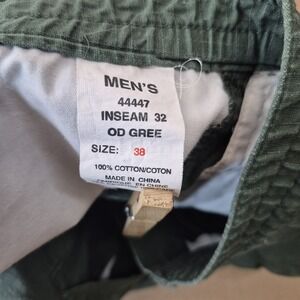 MEN'S
44447
INSEAM 32
OD GREE
SIZE: 38
100% COTTON/COTON
MADE IN CHINA